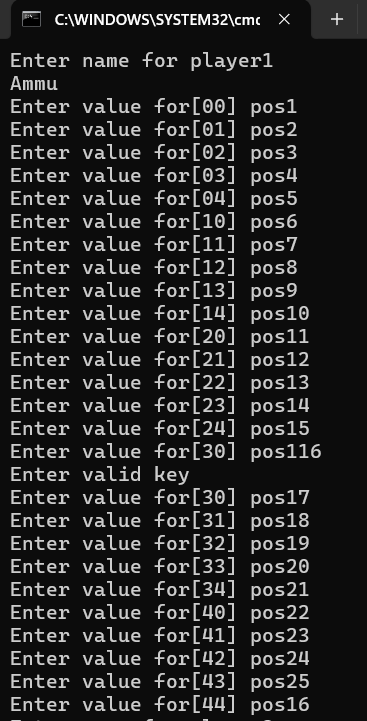 C:\WINDOWS\SYSTEM32\cmd
Enter name for player1
Ammu
Enter value for[00] pos1
Enter value for[01] pos2
Enter value for[02] pos3
Enter value for[03] pos4
Enter value for[04] pos5
Enter value for[10] pos6
Enter value for[11] pos7
Enter value for[12] pos8
Enter value for[13] pos9
Enter value for[14] pos10
Enter value for[20] pos11
Enter value for[21] pos12
Enter value for[22] pos13
Enter value for[23] pos14
Enter value for[24] pos15
Enter value for[30] pos116
Enter valid key
Enter value for[30] pos17
Enter value for[31] pos18
Enter value for[32] pos19
Enter value for[33] pos20
Enter value for[34] pos21
Enter value for[40] pos22
Enter value for[41] pos23
Enter value for[42] pos24
Enter value for[43] pos25
Enter value for[44] pos16